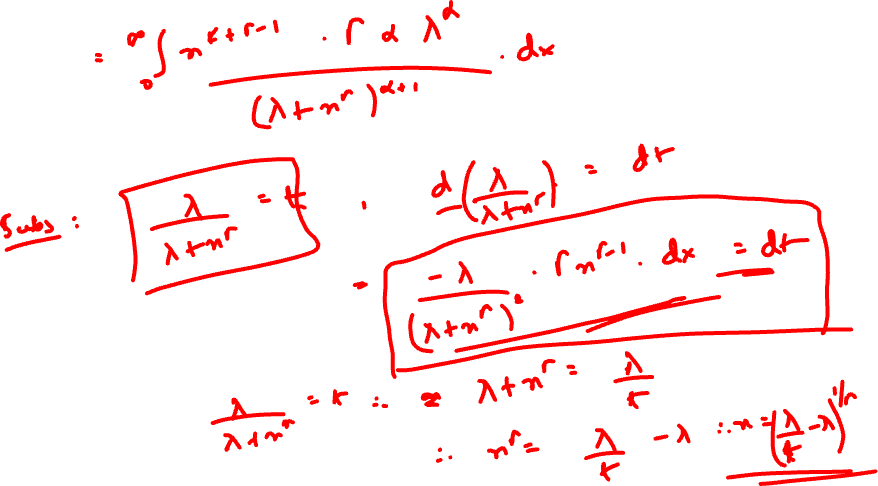 = ∞ ∫ 0 x^{k+r-1} · r α λ^α / (λ+x^r)^{α+1} · dx
Subs : λ/(λ+x^r) = t , d(λ/(λ+x^r)) = dt
= -λ/(λ+x^r)^2 · r x^{r-1} · dx = dt
λ/(λ+x^r) = t ∴ λ+x^r = λ/t
∴ x^r = λ/t - λ ∴ x = (λ/t - λ)^{1/r}